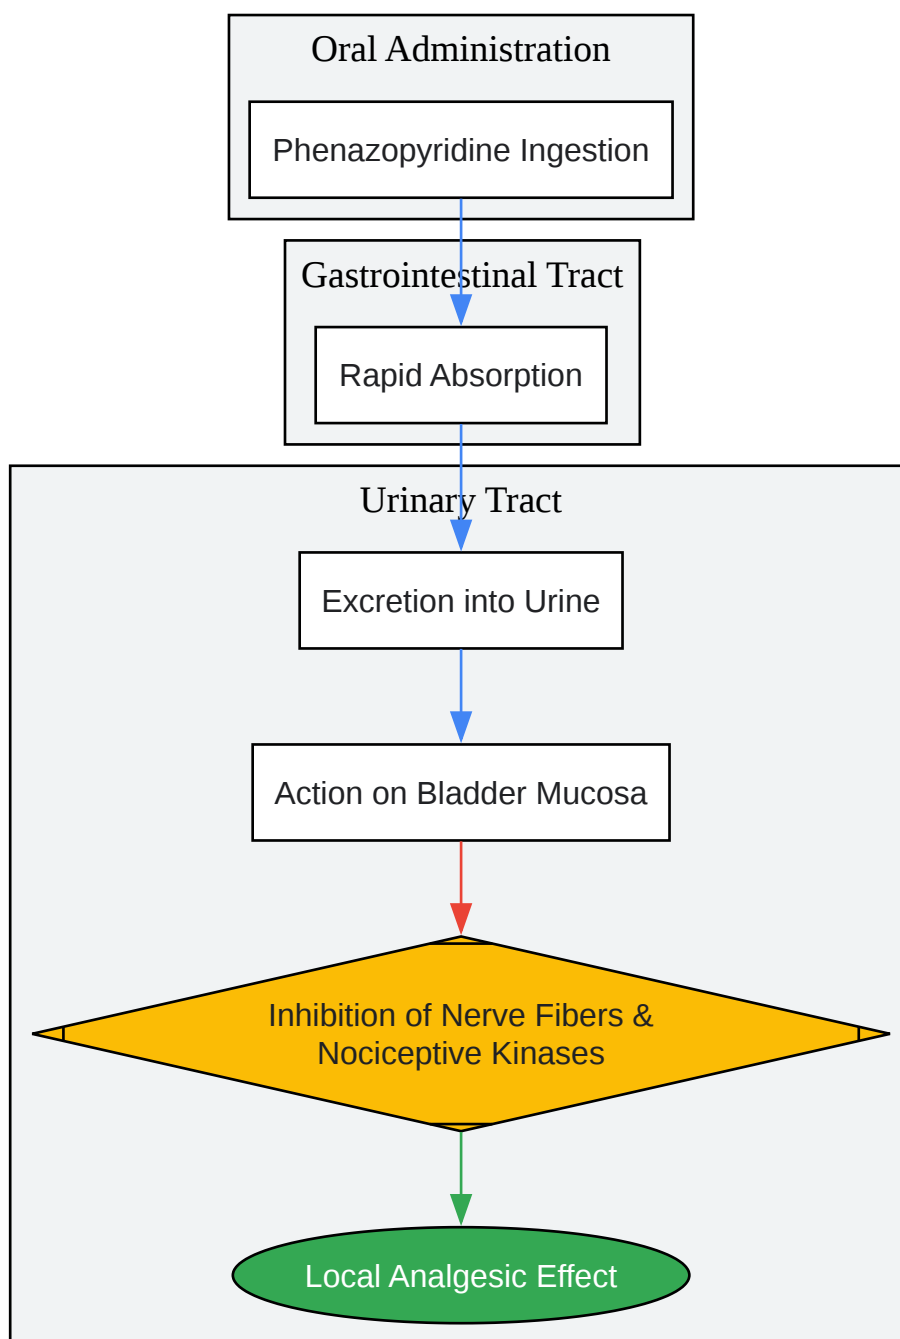 Oral Administration
Phenazopyridine Ingestion
Gastrointestinal Tract
Rapid Absorption
Urinary Tract
Excretion into Urine
Action on Bladder Mucosa
Inhibition of Nerve Fibers &
Nociceptive Kinases
Local Analgesic Effect